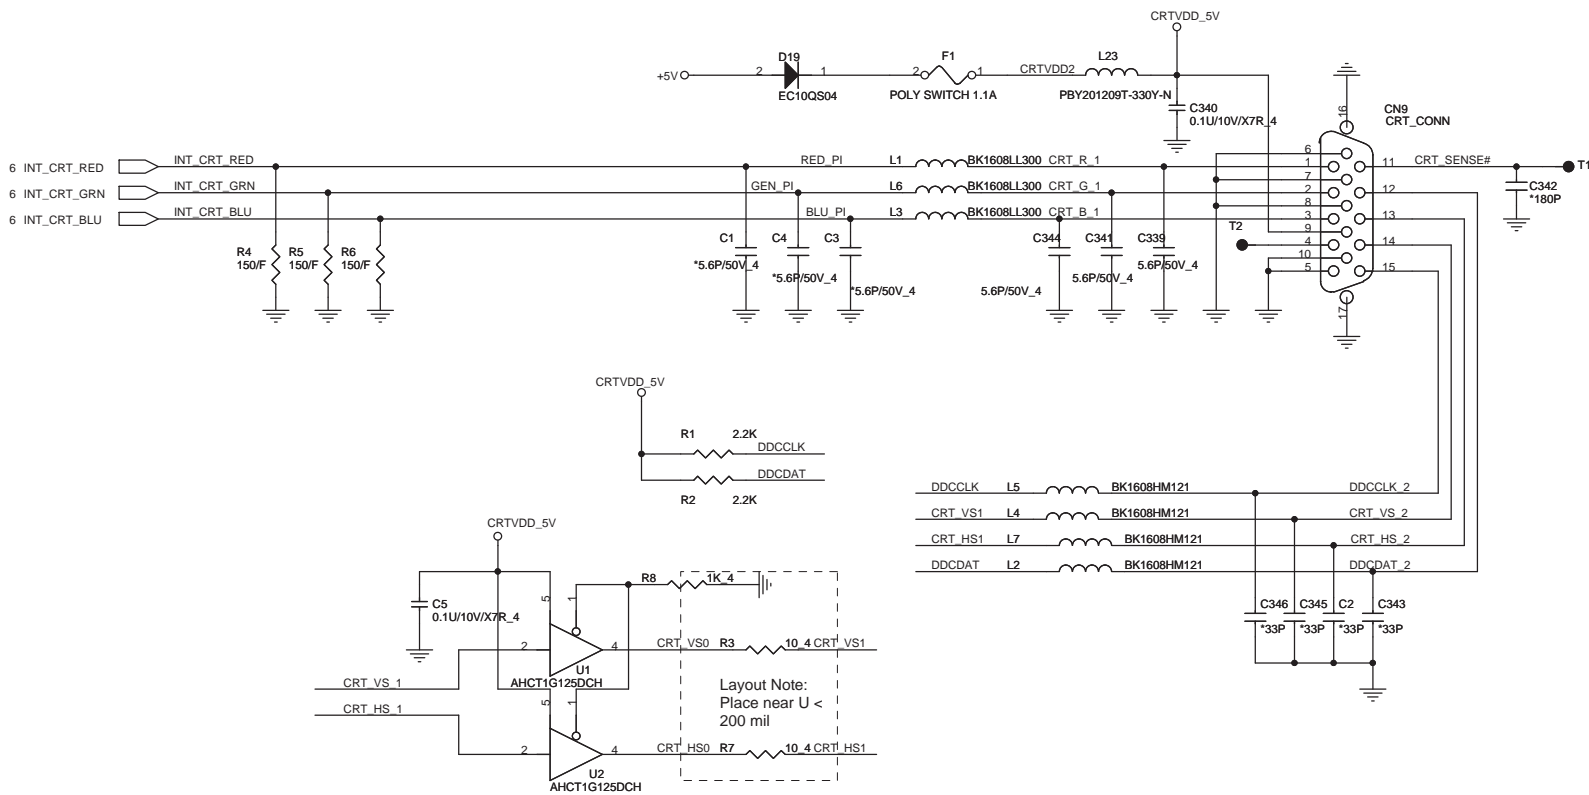 CRTVDD_5V
D19
F1
L23
+5V
2
1
2
1
CRTVDD2
EC10QS04
POLY SWITCH 1.1A
PBY201209T-330Y-N
C340
0.1U/10V/X7R_4
16
CN9
CRT_CONN
6 INT_CRT_RED
INT_CRT_RED
RED_PI
L1
BK1608LL300
CRT_R_1
6
1
11
CRT_SENSE#
T1
6 INT_CRT_GRN
INT_CRT_GRN
GEN_PI
L6
BK1608LL300
CRT_G_1
7
2
12
C342
*180P
6 INT_CRT_BLU
INT_CRT_BLU
BLU_PI
L3
BK1608LL300
CRT_B_1
8
3
13
T2
9
4
14
10
5
15
17
R4
150/F
R5
150/F
R6
150/F
C1
*5.6P/50V_4
C4
*5.6P/50V_4
C3
*5.6P/50V_4
C344
5.6P/50V_4
C341
5.6P/50V_4
C339
5.6P/50V_4
CRTVDD_5V
R1
2.2K
DDCCLK
DDCDAT
R2
2.2K
DDCCLK
L5
BK1608HM121
DDCCLK_2
CRT_VS1
L4
BK1608HM121
CRT_VS_2
CRT_HS1
L7
BK1608HM121
CRT_HS_2
DDCDAT
L2
BK1608HM121
DDCDAT_2
C346
*33P
C345
*33P
C2
*33P
C343
*33P
CRTVDD_5V
C5
0.1U/10V/X7R_4
R8
1K_4
5
1
2
4
CRT_VS0
R3
10_4
CRT_VS1
U1
AHCT1G125DCH
CRT_VS_1
CRT_HS_1
Layout Note:
Place near U <
200 mil
5
1
2
4
CRT_HS0
R7
10_4
CRT_HS1
U2
AHCT1G125DCH